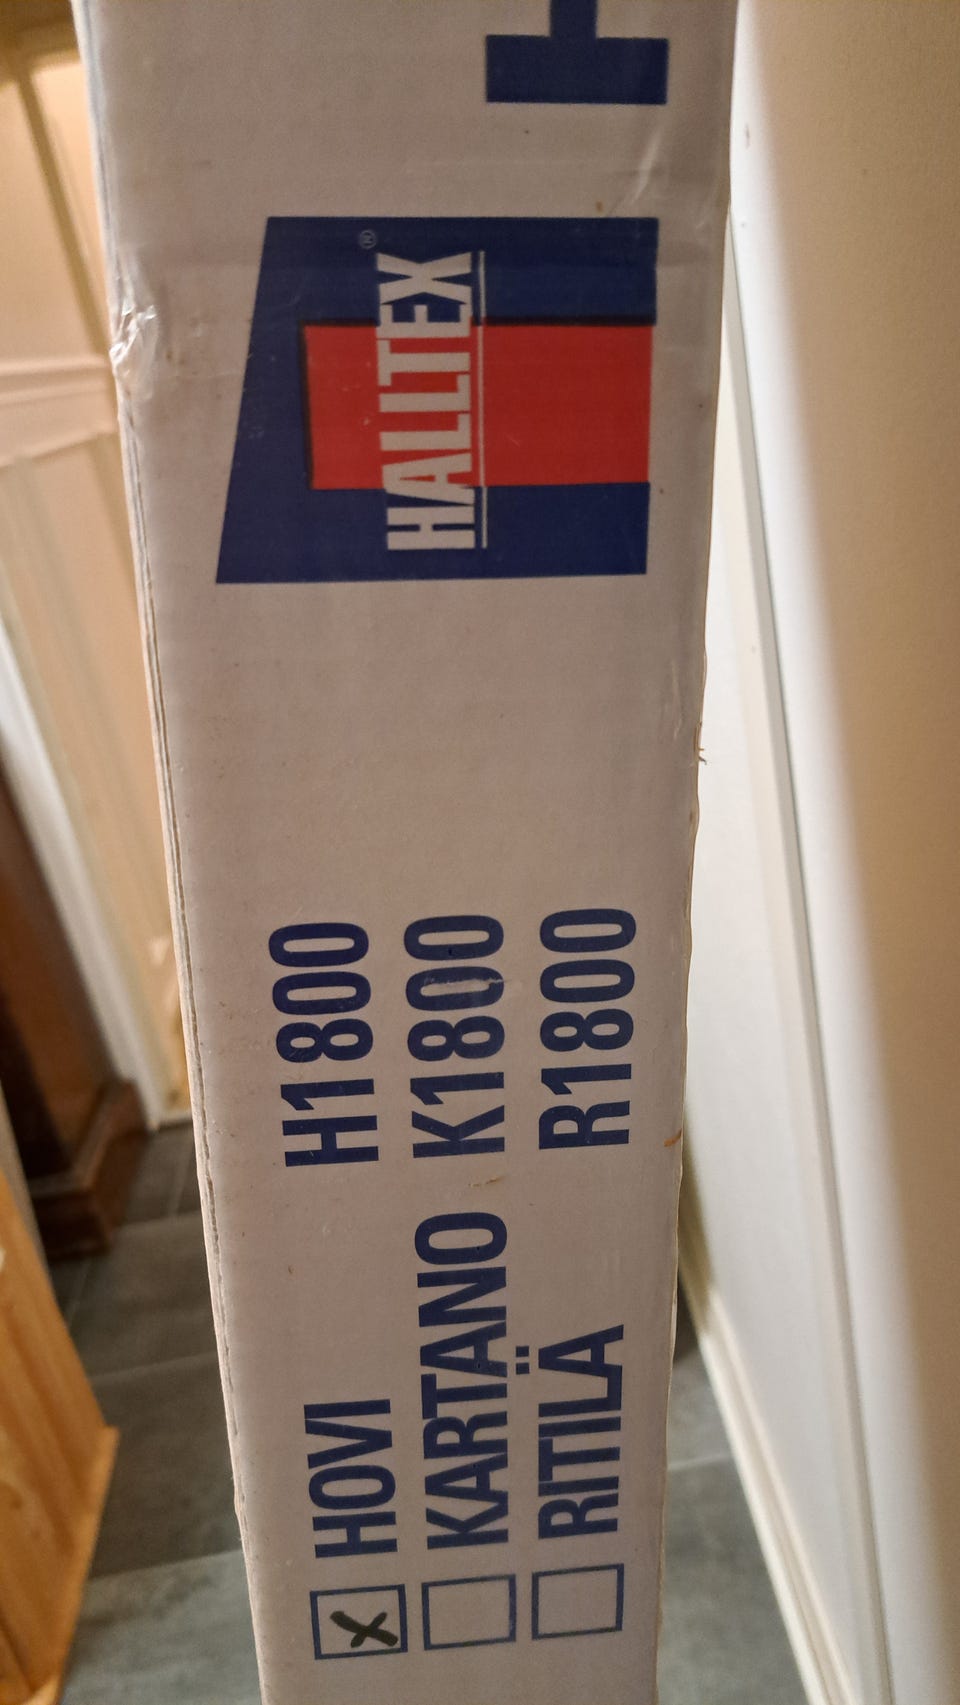 HALLTEX®
HOVI H1800
KARTANO K1800
RITILÄ R1800